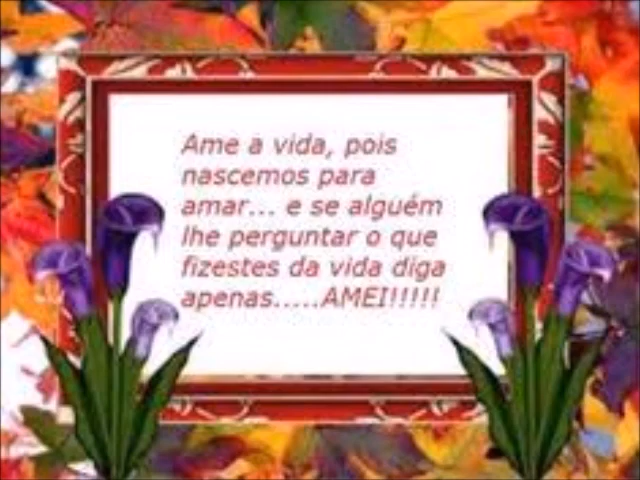 Ame a vida, pois
nascemos para
amar... e se alguém
lhe perguntar o que
fizestes da vida diga
apenas.....AMEI!!!!!